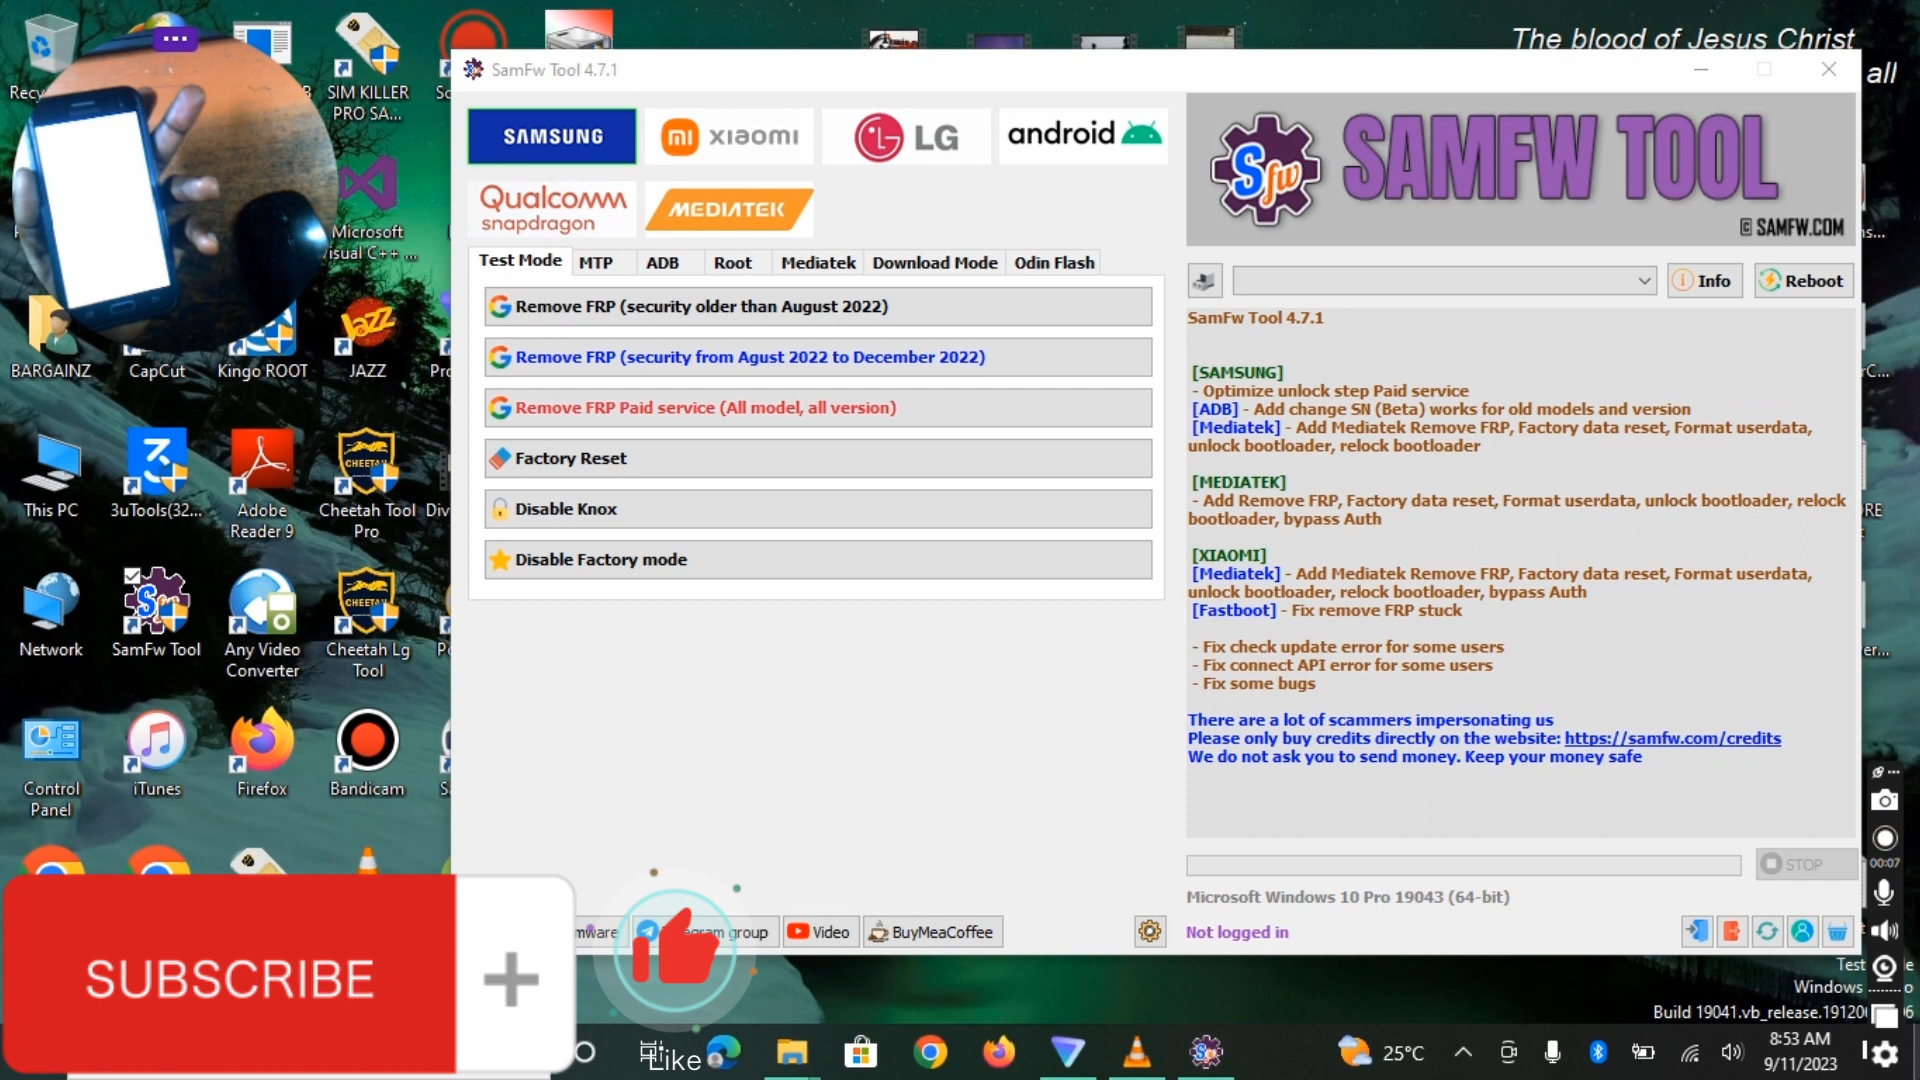 The blood of Jesus Christ
all
SIM KILLER
PRO SA...
Microsoft
Visual C++ ...
BARGAINZ
CapCut
Kingo ROOT
JAZZ
This PC
3uTools(32...
Adobe
Reader 9
Cheetah Tool
Pro
Network
SamFw Tool
Any Video
Converter
Cheetah Lg
Tool
Control
Panel
iTunes
Firefox
Bandicam
SamFw Tool 4.7.1
SAMSUNG
mi xiaomi
LG
android
Qualcomm
snapdragon
MEDIATEK
Test Mode
MTP
ADB
Root
Mediatek
Download Mode
Odin Flash
Remove FRP (security older than August 2022)
Remove FRP (security from Agust 2022 to December 2022)
Remove FRP Paid service (All model, all version)
Factory Reset
Disable Knox
Disable Factory mode
Sfw SAMFW TOOL
© SAMFW.COM
Info
Reboot
SamFw Tool 4.7.1
[SAMSUNG]
- Optimize unlock step Paid service
[ADB] - Add change SN (Beta) works for old models and version
[Mediatek] - Add Mediatek Remove FRP, Factory data reset, Format userdata,
unlock bootloader, relock bootloader
[MEDIATEK]
- Add Remove FRP, Factory data reset, Format userdata, unlock bootloader, relock
bootloader, bypass Auth
[XIAOMI]
[Mediatek] - Add Mediatek Remove FRP, Factory data reset, Format userdata,
unlock bootloader, relock bootloader, bypass Auth
[Fastboot] - Fix remove FRP stuck
- Fix check update error for some users
- Fix connect API error for some users
- Fix some bugs
There are a lot of scammers impersonating us
Please only buy credits directly on the website: https://samfw.com/credits
We do not ask you to send money. Keep your money safe
STOP
00:07
Microsoft Windows 10 Pro 19043 (64-bit)
Not logged in
mware
group
Video
BuyMeaCoffee
SUBSCRIBE
Like
Test
Windows
Build 19041.vb_release.1912
25°C
8:53 AM
9/11/2023